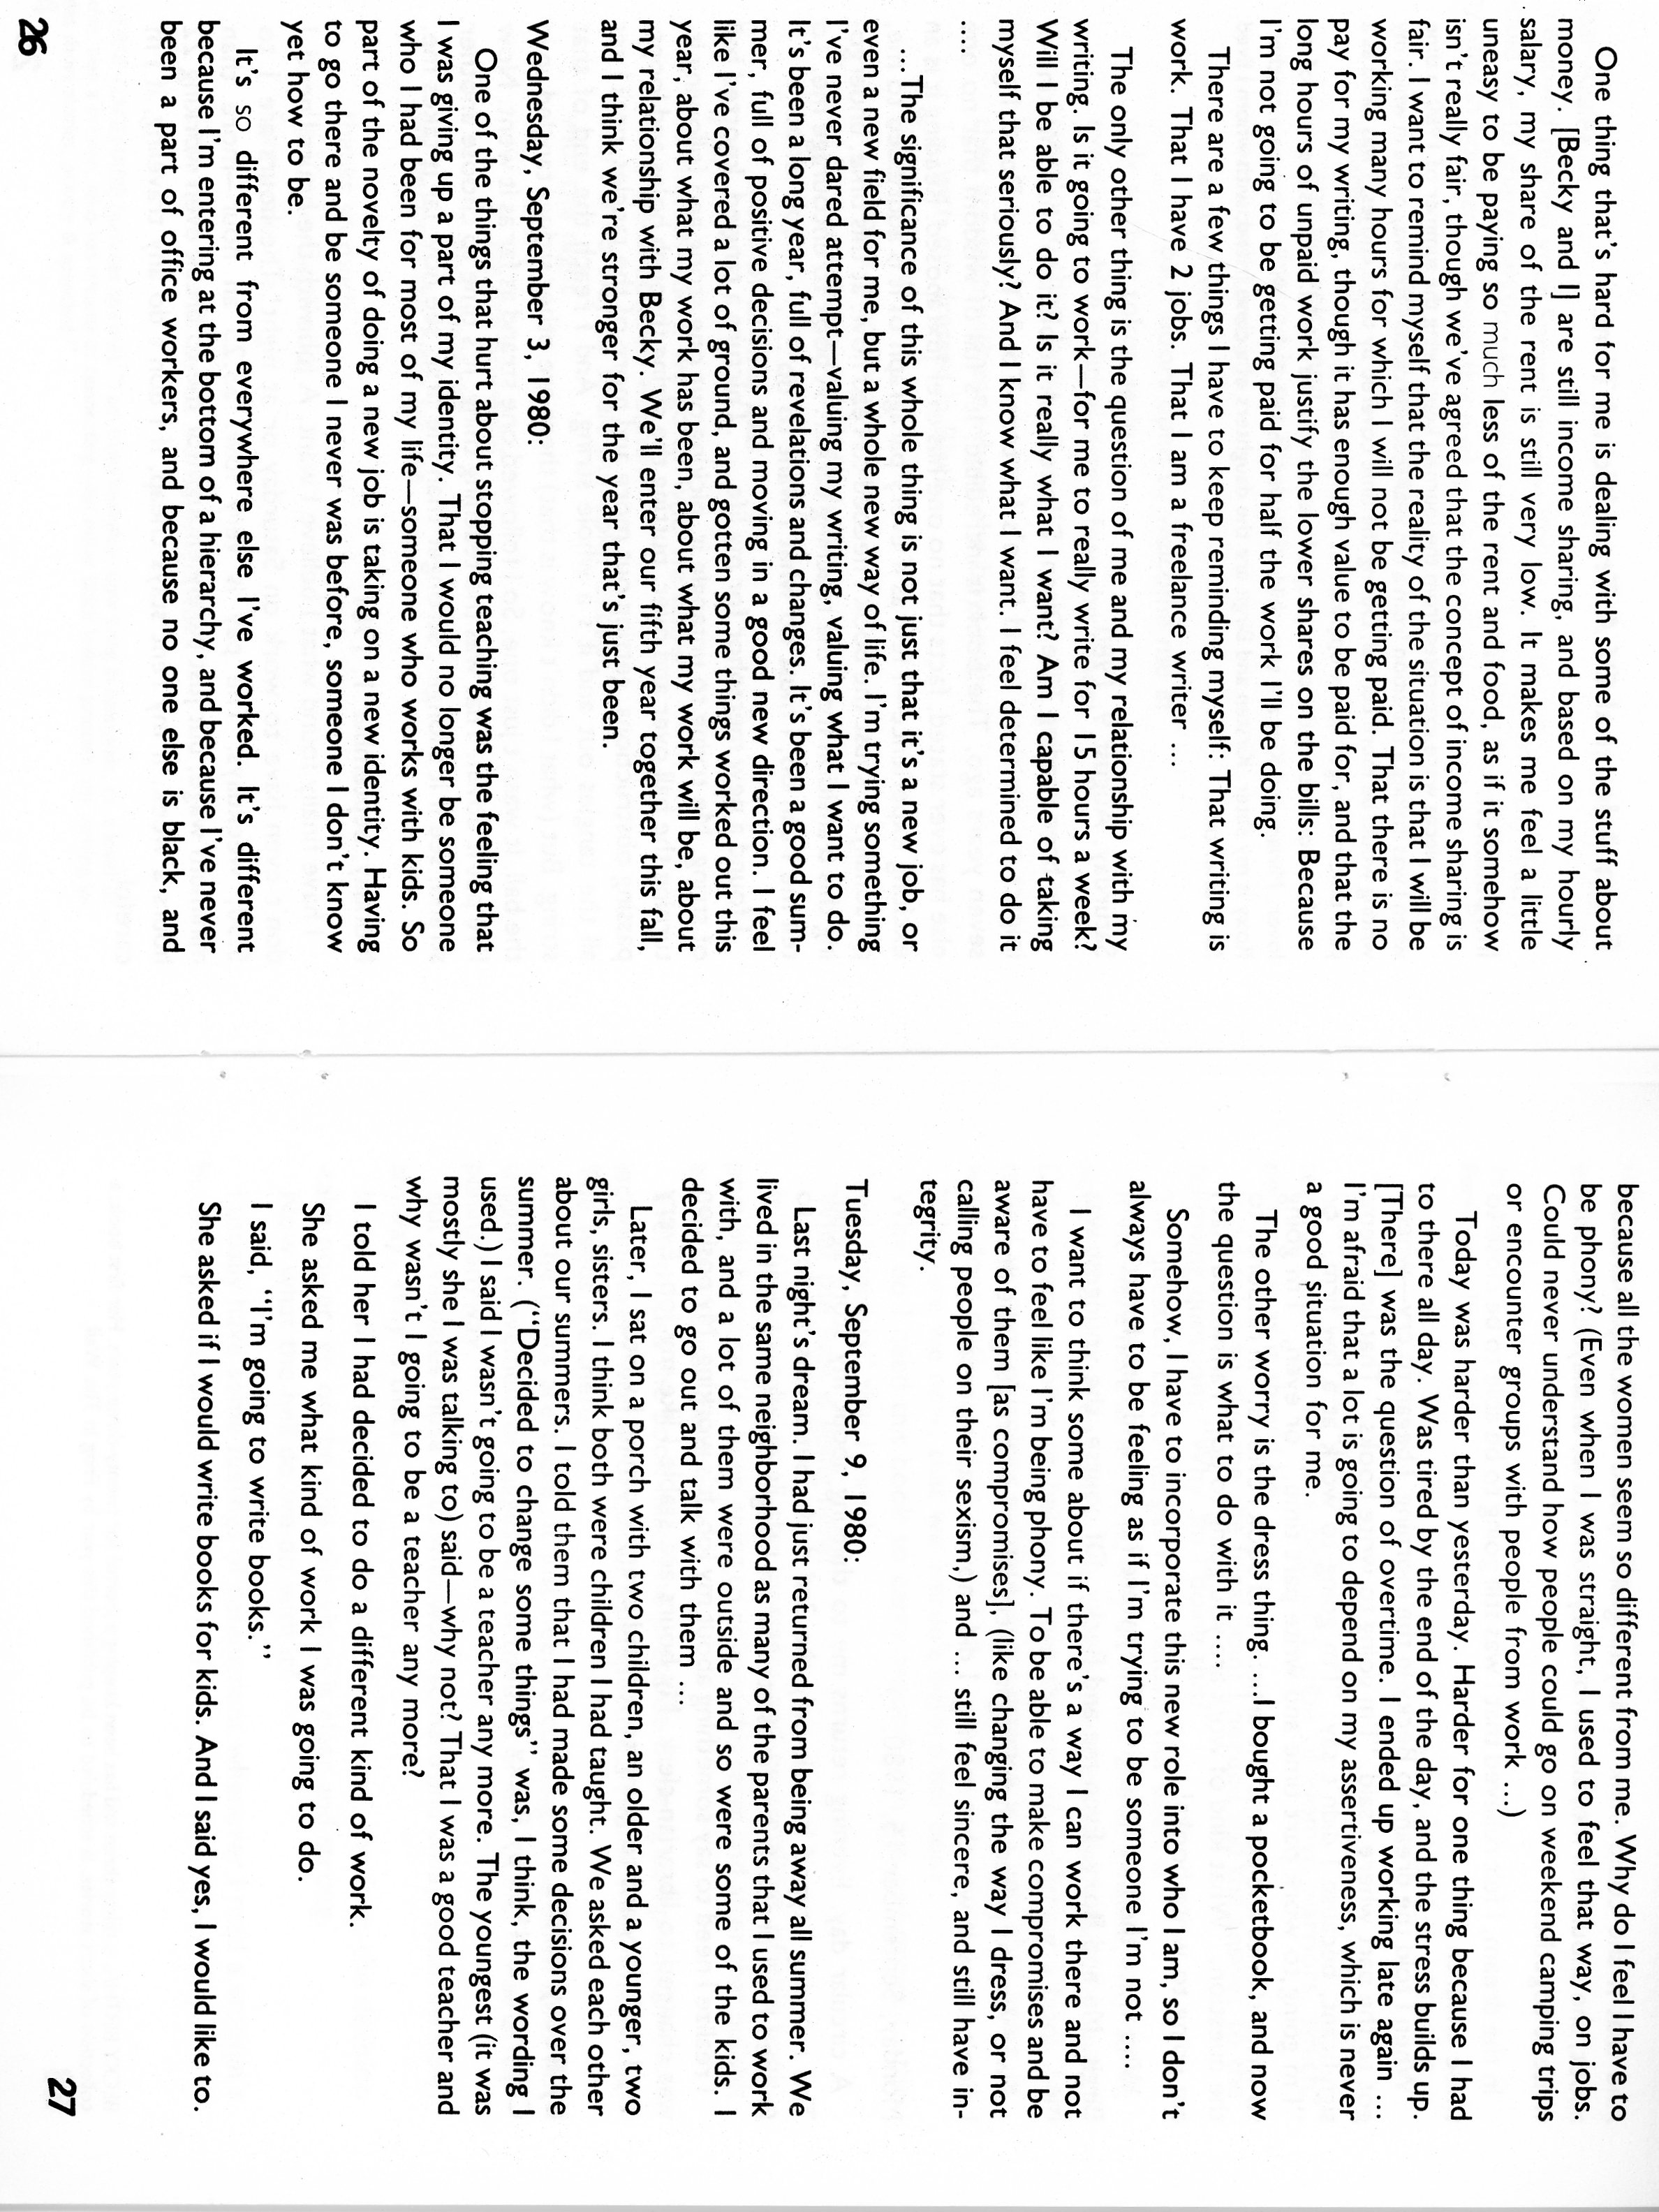 One thing that's hard for me is dealing with some of the stuff about
money. [Becky and I] are still income sharing, and based on my hourly
salary, my share of the rent is still very low. It makes me feel a little
uneasy to be paying so much less of the rent and food, as if it somehow
isn't really fair, though we've agreed that the concept of income sharing is
fair. I want to remind myself that the reality of the situation is that I will be
working many hours for which I will not be getting paid. That there is no
pay for my writing, though it has enough value to be paid for, and that the
long hours of unpaid work justify the lower shares on the bills: Because
I'm not going to be getting paid for half the work I'll be doing.
There are a few things I have to keep reminding myself: That writing is
work. That I have 2 jobs. That I am a freelance writer ...
The only other thing is the question of me and my relationship with my
writing. Is it going to work—for me to really write for 15 hours a week?
Will I be able to do it? Is it really what I want? Am I capable of taking
myself that seriously? And I know what I want. I feel determined to do it
....
...The significance of this whole thing is not just that it's a new job, or
even a new field for me, but a whole new way of life. I'm trying something
I've never dared attempt—valuing my writing, valuing what I want to do.
It's been a long year, full of revelations and changes. It's been a good sum-
mer, full of positive decisions and moving in a good new direction. I feel
like I've covered a lot of ground, and gotten some things worked out this
year, about what my work has been, about what my work will be, about
my relationship with Becky. We'll enter our fifth year together this fall,
and I think we're stronger for the year that's just been.
Wednesday, September 3, 1980:
One of the things that hurt about stopping teaching was the feeling that
I was giving up a part of my identity. That I would no longer be someone
who I had been for most of my life—someone who works with kids. So
part of the novelty of doing a new job is taking on a new identity. Having
to go there and be someone I never was before, someone I don't know
yet how to be.
It's so different from everywhere else I've worked. It's different
because I'm entering at the bottom of a hierarchy, and because I've never
been a part of office workers, and because no one else is black, and
26
because all the women seem so different from me. Why do I feel I have to
be phony? (Even when I was straight, I used to feel that way, on jobs.
Could never understand how people could go on weekend camping trips
or encounter groups with people from work ...)
Today was harder than yesterday. Harder for one thing because I had
to there all day. Was tired by the end of the day, and the stress builds up.
[There] was the question of overtime. I ended up working late again ...
I'm afraid that a lot is going to depend on my assertiveness, which is never
a good situation for me.
The other worry is the dress thing. ...I bought a pocketbook, and now
the question is what to do with it ....
Somehow, I have to incorporate this new role into who I am, so I don't
always have to be feeling as if I'm trying to be someone I'm not ....
I want to think some about if there's a way I can work there and not
have to feel like I'm being phony. To be able to make compromises and be
aware of them [as compromises], (like changing the way I dress, or not
calling people on their sexism,) and ... still feel sincere, and still have in-
tegrity.
Tuesday, September 9, 1980:
Last night's dream. I had just returned from being away all summer. We
lived in the same neighborhood as many of the parents that I used to work
with, and a lot of them were outside and so were some of the kids. I
decided to go out and talk with them ...
Later, I sat on a porch with two children, an older and a younger, two
girls, sisters. I think both were children I had taught. We asked each other
about our summers. I told them that I had made some decisions over the
summer. ("Decided to change some things" was, I think, the wording I
used.) I said I wasn't going to be a teacher any more. The youngest (it was
mostly she I was talking to) said—why not? That I was a good teacher and
why wasn't I going to be a teacher any more?
I told her I had decided to do a different kind of work.
She asked me what kind of work I was going to do.
I said, "I'm going to write books."
She asked if I would write books for kids. And I said yes, I would like to.
27